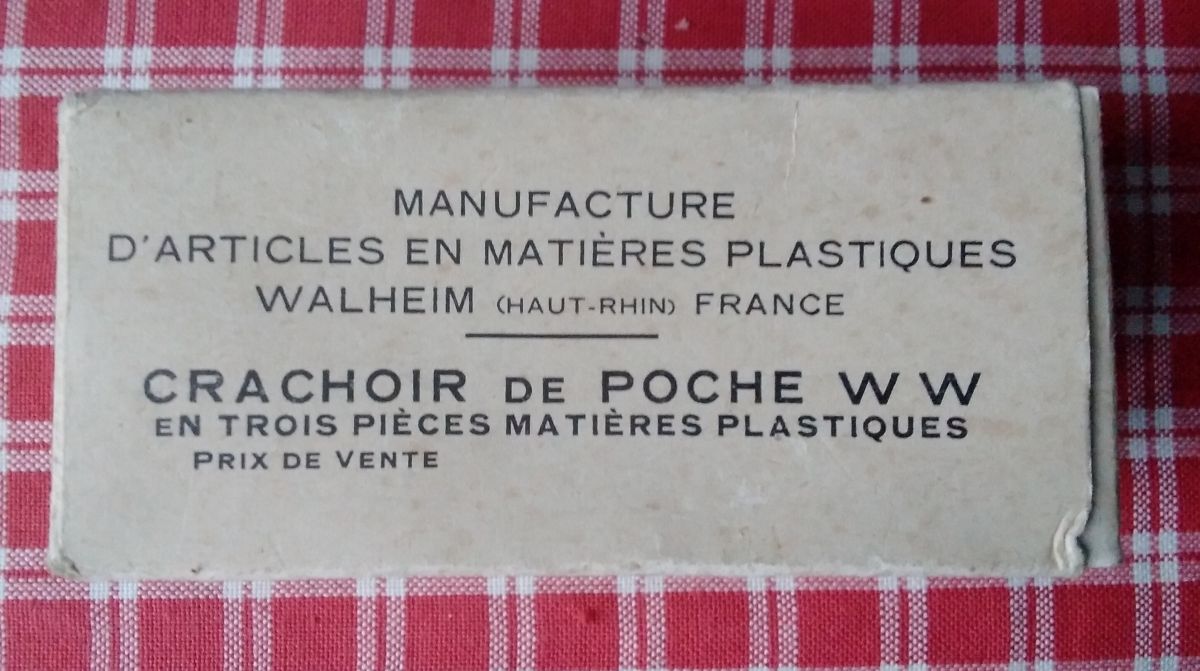 MANUFACTURE
D'ARTICLES EN MATIÈRES PLASTIQUES
WALHEIM (HAUT-RHIN) FRANCE
CRACHOIR DE POCHE WW
EN TROIS PIÈCES MATIÈRES PLASTIQUES
PRIX DE VENTE